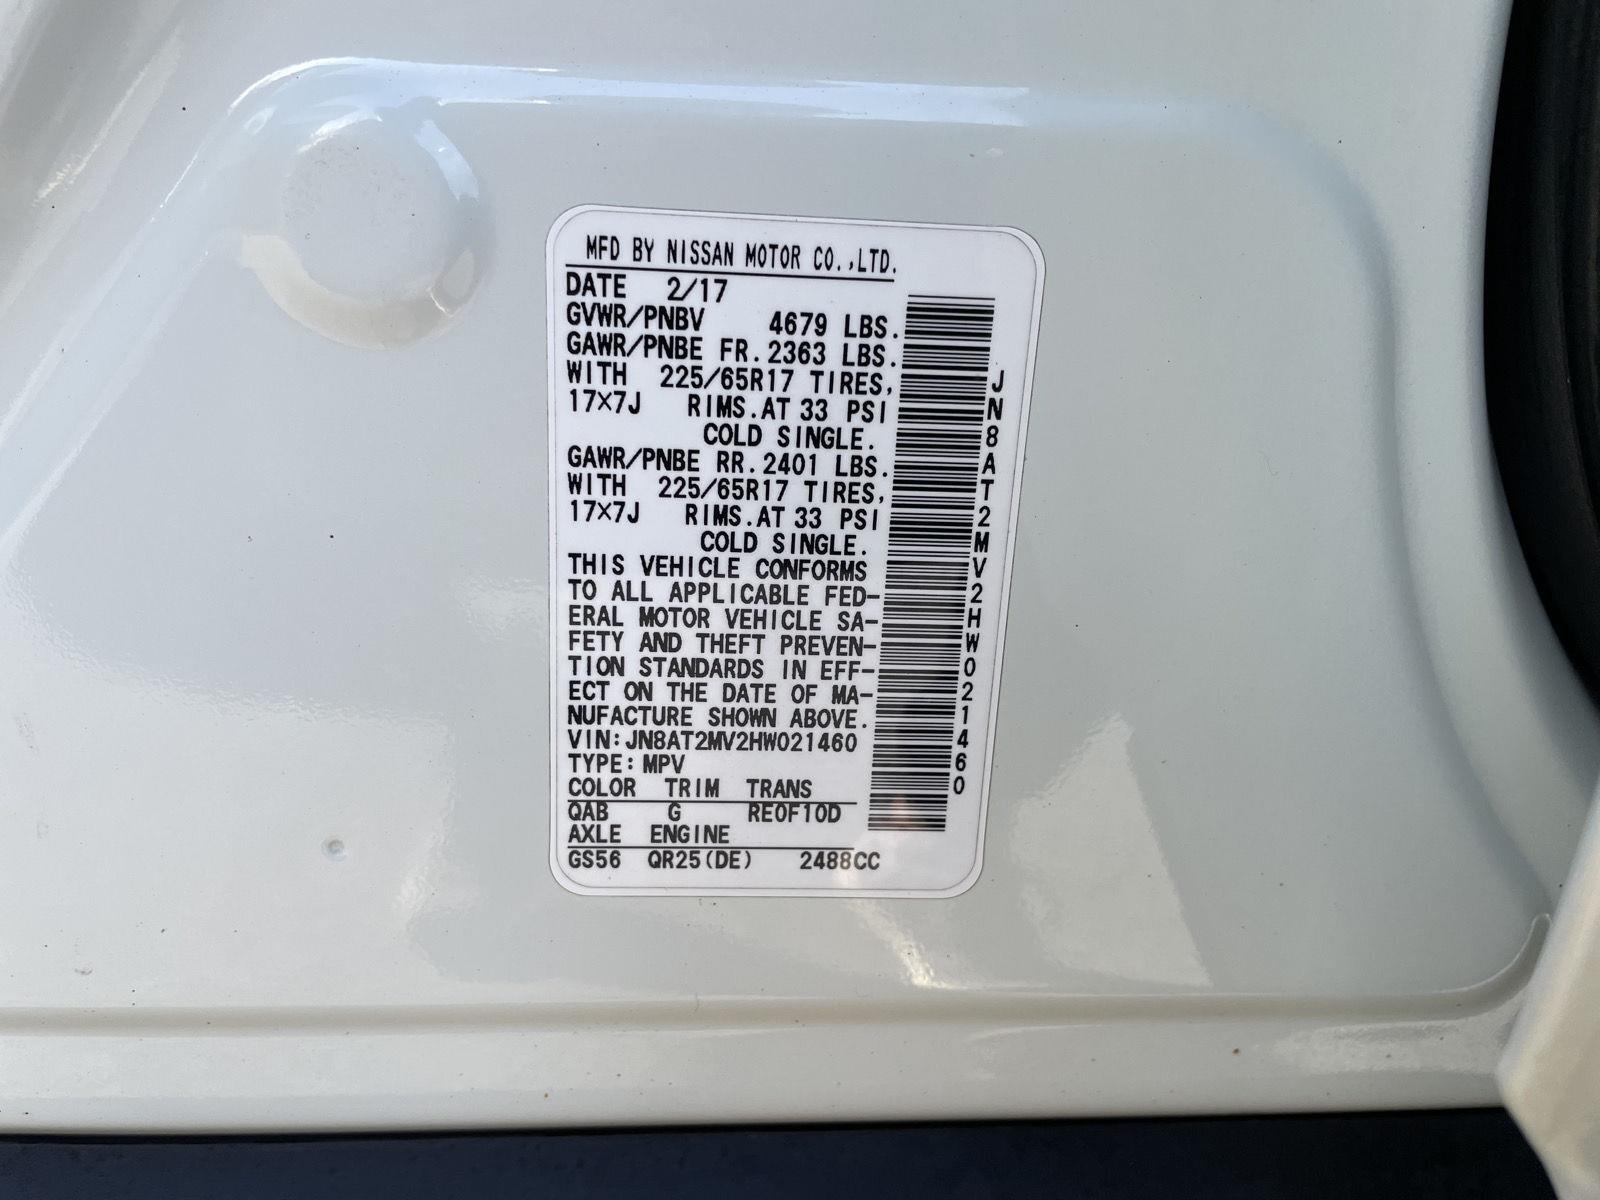 MFD BY NISSAN MOTOR CO.,LTD.
DATE 2/17
GVWR/PNBV 4679 LBS.
GAWR/PNBE FR. 2363 LBS.
WITH 225/65R17 TIRES,
17×7J RIMS.AT 33 PSI
COLD SINGLE.
GAWR/PNBE RR. 2401 LBS.
WITH 225/65R17 TIRES,
17×7J RIMS.AT 33 PSI
COLD SINGLE.
THIS VEHICLE CONFORMS
TO ALL APPLICABLE FED-
ERAL MOTOR VEHICLE SA-
FETY AND THEFT PREVEN-
TION STANDARDS IN EFF-
ECT ON THE DATE OF MA-
NUFACTURE SHOWN ABOVE.
VIN:JN8AT2MV2HW021460
TYPE:MPV
COLOR TRIM TRANS
QAB G RE0F10D
AXLE ENGINE
GS56 QR25(DE) 2488CC
JN8AT2MV2HW021460